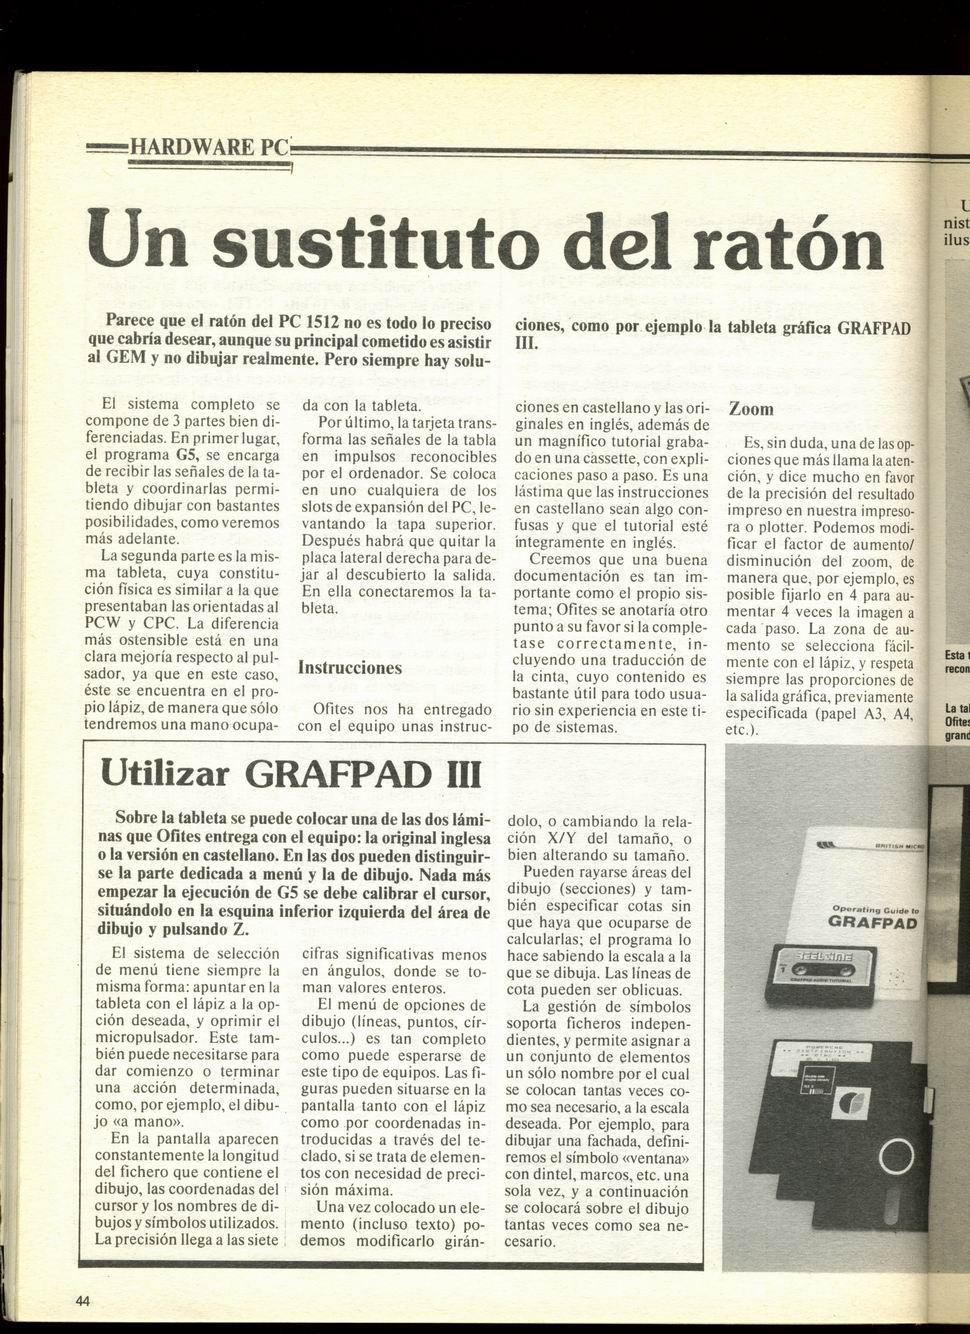 HARDWARE PC
Un sustituto del ratón
Parece que el ratón del PC 1512 no es todo lo preciso
que cabría desear, aunque su principal cometido es asistir
al GEM y no dibujar realmente. Pero siempre hay solu-
ciones, como por ejemplo la tableta gráfica GRAFPAD
III.
El sistema completo se
compone de 3 partes bien di-
ferenciadas. En primer lugar,
el programa G5, se encarga
de recibir las señales de la ta-
bleta y coordinarlas permi-
tiendo dibujar con bastantes
posibilidades, como veremos
más adelante.
La segunda parte es la mis-
ma tableta, cuya constitu-
ción física es similar a la que
presentaban las orientadas al
PCW y CPC. La diferencia
más ostensible está en una
clara mejoría respecto al pul-
sador, ya que en este caso,
éste se encuentra en el pro-
pio lápiz, de manera que sólo
tendremos una mano ocupa-
da con la tableta.
Por último, la tarjeta trans-
forma las señales de la tabla
en impulsos reconocibles
por el ordenador. Se coloca
en uno cualquiera de los
slots de expansión del PC, le-
vantando la tapa superior.
Después habrá que quitar la
placa lateral derecha para de-
jar al descubierto la salida.
En ella conectaremos la ta-
bleta.
Instrucciones
Ofites nos ha entregado
con el equipo unas instruc-
ciones en castellano y las ori-
ginales en inglés, además de
un magnífico tutorial graba-
do en una cassette, con expli-
caciones paso a paso. Es una
lástima que las instrucciones
en castellano sean algo con-
fusas y que el tutorial esté
íntegramente en inglés.
Creemos que una buena
documentación es tan im-
portante como el propio sis-
tema; Ofites se anotaría otro
punto a su favor si la comple-
tase correctamente, in-
cluyendo una traducción de
la cinta, cuyo contenido es
bastante útil para todo usua-
rio sin experiencia en este ti-
po de sistemas.
Zoom
Es, sin duda, una de las op-
ciones que más llama la aten-
ción, y dice mucho en favor
de la precisión del resultado
impreso en nuestra impreso-
ra o plotter. Podemos modi-
ficar el factor de aumento/
disminución del zoom, de
manera que, por ejemplo, es
posible fijarlo en 4 para au-
mentar 4 veces la imagen a
cada paso. La zona de au-
mento se selecciona fácil-
mente con el lápiz, y respeta
siempre las proporciones de
la salida gráfica, previamente
especificada (papel A3, A4,
etc.).
Utilizar GRAFPAD III
Sobre la tableta se puede colocar una de las dos lámi-
nas que Ofites entrega con el equipo: la original inglesa
o la versión en castellano. En las dos pueden distinguir-
se la parte dedicada a menú y la de dibujo. Nada más
empezar la ejecución de G5 se debe calibrar el cursor,
situándolo en la esquina inferior izquierda del área de
dibujo y pulsando Z.
El sistema de selección
de menú tiene siempre la
misma forma: apuntar en la
tableta con el lápiz a la op-
ción deseada, y oprimir el
micropulsador. Este tam-
bién puede necesitarse para
dar comienzo o terminar
una acción determinada,
como, por ejemplo, el dibu-
jo «a mano».
En la pantalla aparecen
constantemente la longitud
del fichero que contiene el
dibujo, las coordenadas del
cursor y los nombres de di-
bujos y símbolos utilizados.
La precisión llega a las siete
cifras significativas menos
en ángulos, donde se to-
man valores enteros.
El menú de opciones de
dibujo (líneas, puntos, cír-
culos...) es tan completo
como puede esperarse de
este tipo de equipos. Las fi-
guras pueden situarse en la
pantalla tanto con el lápiz
como por coordenadas in-
troducidas a través del te-
clado, si se trata de elemen-
tos con necesidad de preci-
sión máxima.
Una vez colocado un ele-
mento (incluso texto) po-
demos modificarlo girán-
dolo, o cambiando la rela-
ción X/Y del tamaño, o
bien alterando su tamaño.
Pueden rayarse áreas del
dibujo (secciones) y tam-
bién especificar cotas sin
que haya que ocuparse de
calcularlas; el programa lo
hace sabiendo la escala a la
que se dibuja. Las líneas de
cota pueden ser oblicuas.
La gestión de símbolos
soporta ficheros indepen-
dientes, y permite asignar a
un conjunto de elementos
un sólo nombre por el cual
se colocan tantas veces co-
mo sea necesario, a la escala
deseada. Por ejemplo, para
dibujar una fachada, defini-
remos el símbolo «ventana»
con dintel, marcos, etc. una
sola vez, y a continuación
se colocará sobre el dibujo
tantas veces como sea ne-
cesario.
BRITISH MICRO
Operating Guide to
GRAFPAD
REEL TIME
1
GRAFPAD AUDIO TUTORIAL
U
nist
ilus
Esta t
recon
La tal
Ofites
grand
44